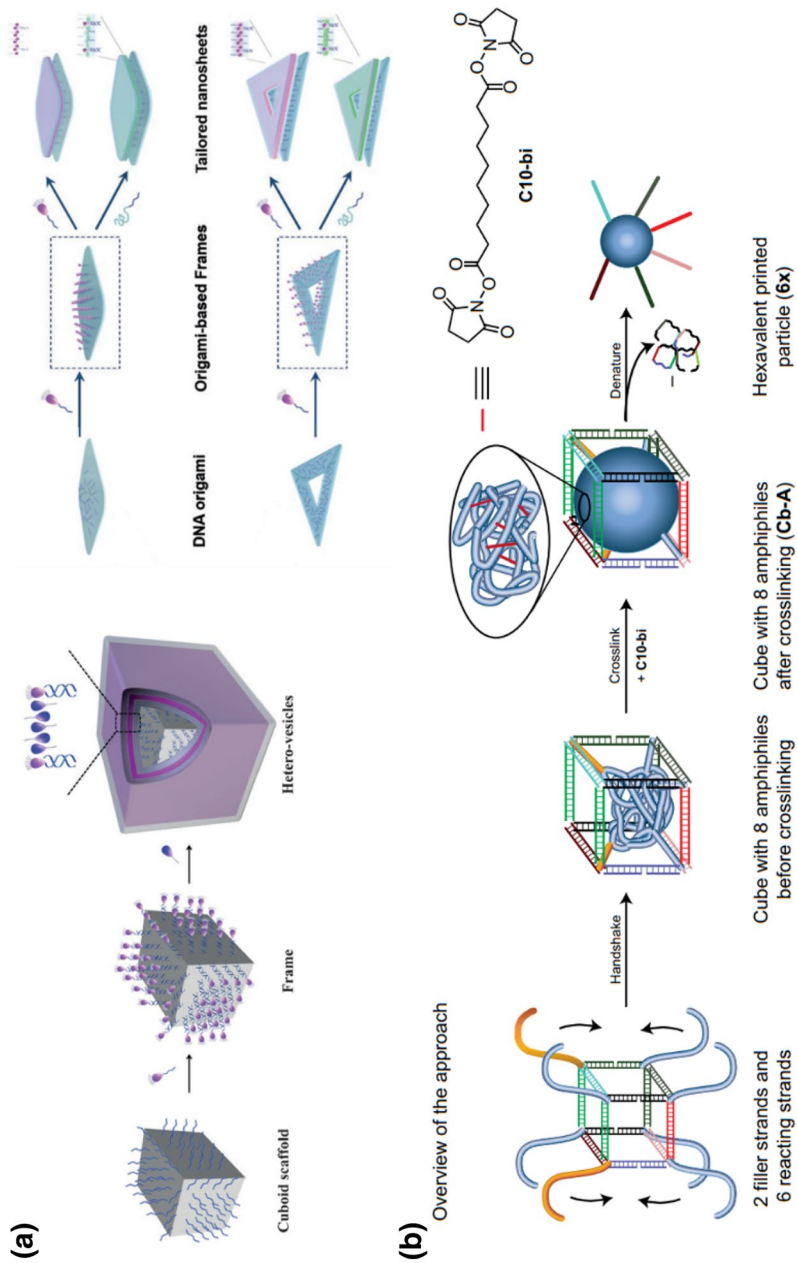 (a)
Cuboid scaffold
Frame
Hetero-vesicles
DNA origami
Origami-based Frames
Tailored nanosheets
(b)
Overview of the approach
2 filler strands and
6 reacting strands
Handshake
Cube with 8 amphiphiles
before crosslinking
Crosslink
+ C10-bi
Cube with 8 amphiphiles
after crosslinking (Cb-A)
Denature
Hexavalent printed
particle (6x)
O
N
O
O
O
O
O
O
N
O
C10-bi